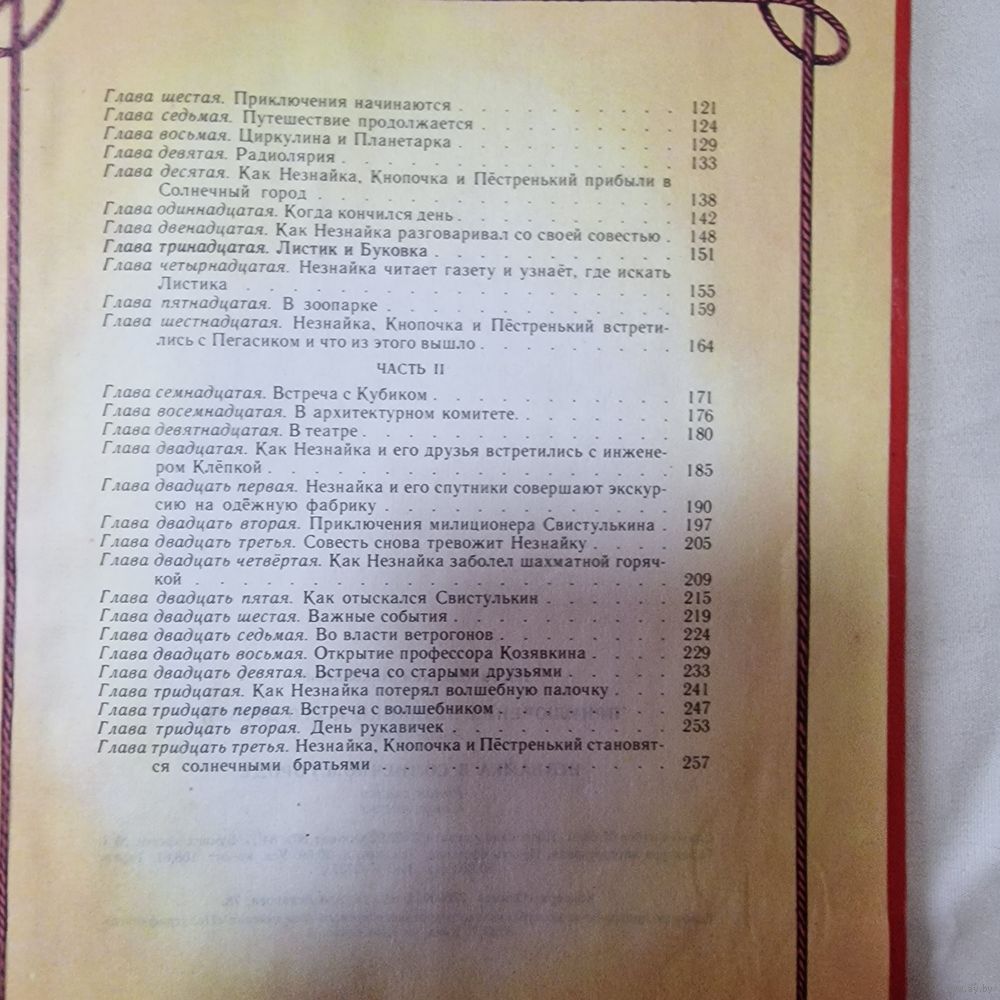 Глава шестая. Приключения начинаются . . . . . . . . . . 121
Глава седьмая. Путешествие продолжается . . . . . . . . . 124
Глава восьмая. Циркулина и Планетарка . . . . . . . . . . 129
Глава девятая. Радиолярия . . . . . . . . . . . . . . . 133
Глава десятая. Как Незнайка, Кнопочка и Пёстренький прибыли в
Солнечный город . . . . . . . . . . . . . . . . 138
Глава одиннадцатая. Когда кончился день . . . . . . . . . . 142
Глава двенадцатая. Как Незнайка разговаривал со своей совестью . 148
Глава тринадцатая. Листик и Буковка . . . . . . . . . . . 151
Глава четырнадцатая. Незнайка читает газету и узнаёт, где искать
Листика . . . . . . . . . . . . . . . . . . . 155
Глава пятнадцатая. В зоопарке . . . . . . . . . . . . . 159
Глава шестнадцатая. Незнайка, Кнопочка и Пёстренький встрети-
лись с Пегасиком и что из этого вышло . . . . . . . . . 164
ЧАСТЬ II
Глава семнадцатая. Встреча с Кубиком . . . . . . . . . . . 171
Глава восемнадцатая. В архитектурном комитете. . . . . . . . 176
Глава девятнадцатая. В театре . . . . . . . . . . . . . . 180
Глава двадцатая. Как Незнайка и его друзья встретились с инжене-
ром Клёпкой . . . . . . . . . . . . . . . . . . 185
Глава двадцать первая. Незнайка и его спутники совершают экскур-
сию на одёжную фабрику . . . . . . . . . . . . . 190
Глава двадцать вторая. Приключения милиционера Свистулькина . 197
Глава двадцать третья. Совесть снова тревожит Незнайку . . . . 205
Глава двадцать четвёртая. Как Незнайка заболел шахматной горяч-
кой . . . . . . . . . . . . . . . . . . . . . 209
Глава двадцать пятая. Как отыскался Свистулькин . . . . . . 215
Глава двадцать шестая. Важные события . . . . . . . . . . 219
Глава двадцать седьмая. Во власти ветрогонов . . . . . . . . 224
Глава двадцать восьмая. Открытие профессора Козявкина . . . . 229
Глава двадцать девятая. Встреча со старыми друзьями . . . . . 233
Глава тридцатая. Как Незнайка потерял волшебную палочку . . . 241
Глава тридцать первая. Встреча с волшебником . . . . . . . . 247
Глава тридцать вторая. День рукавичек . . . . . . . . . . 253
Глава тридцать третья. Незнайка, Кнопочка и Пёстренький становят-
ся солнечными братьями . . . . . . . . . . . . . 257